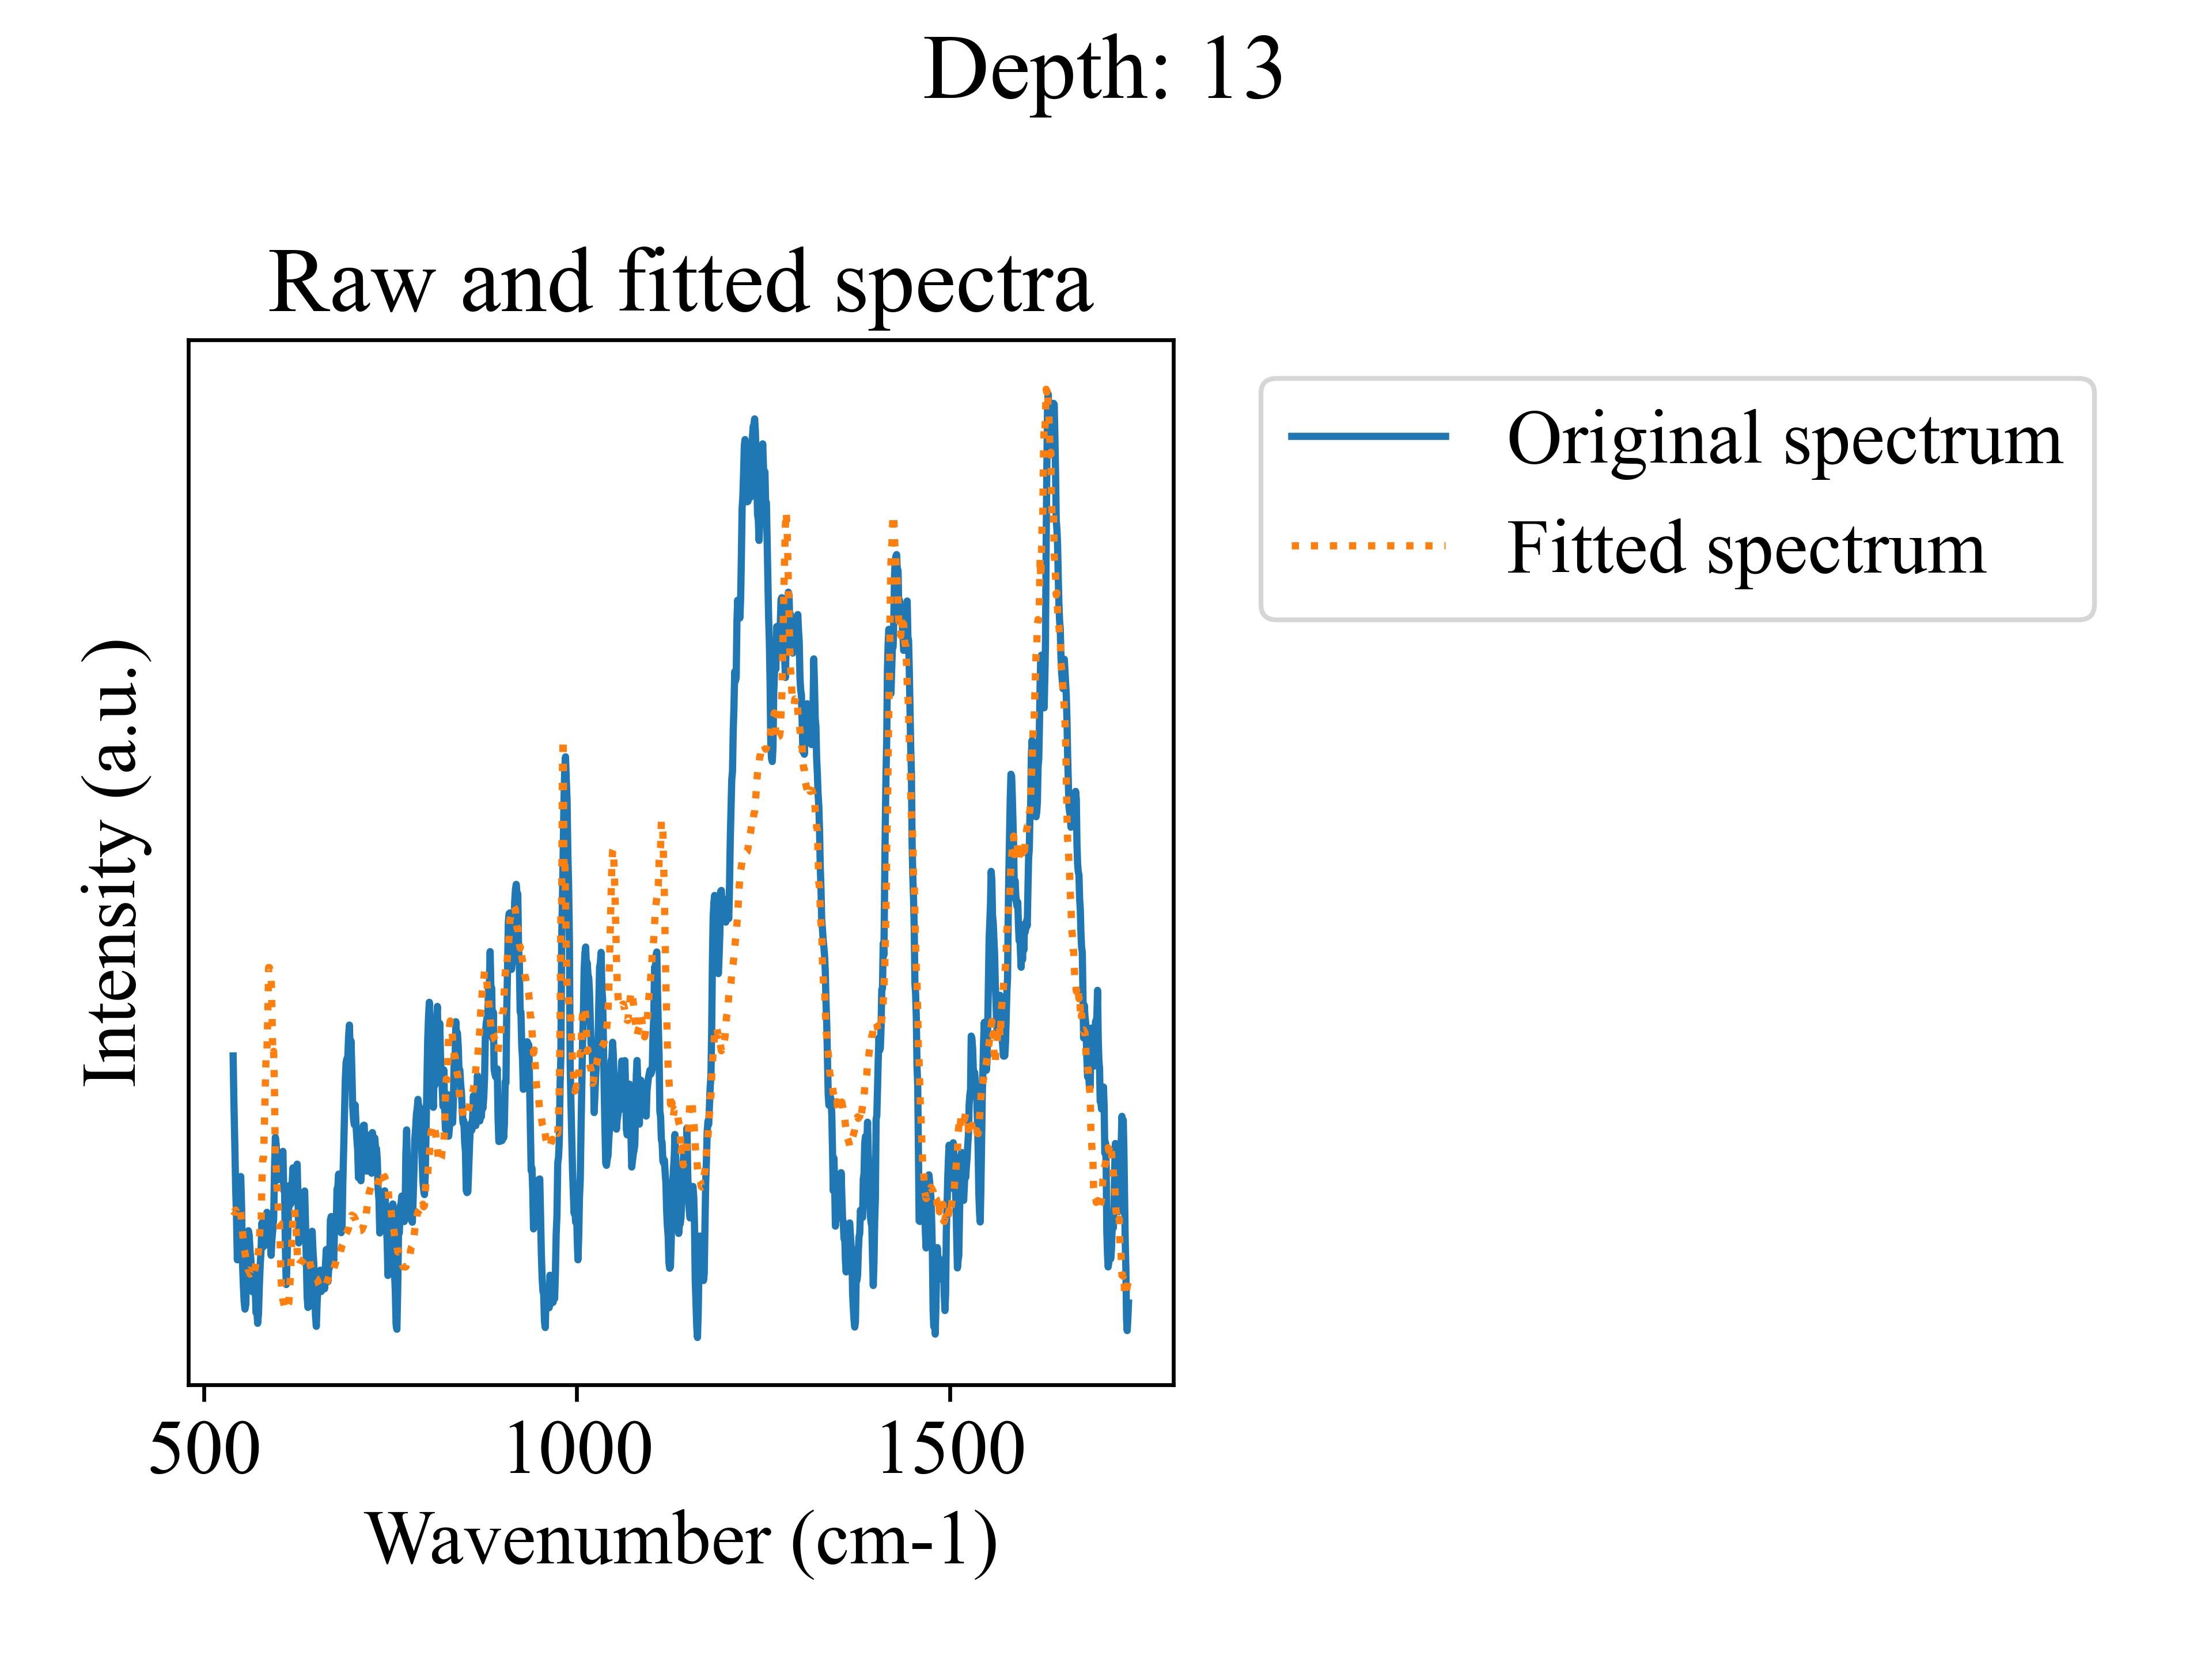 Depth: 13
Raw and fitted spectra
Original spectrum
Fitted spectrum
Intensity (a.u.)
500 1000 1500
Wavenumber (cm-1)